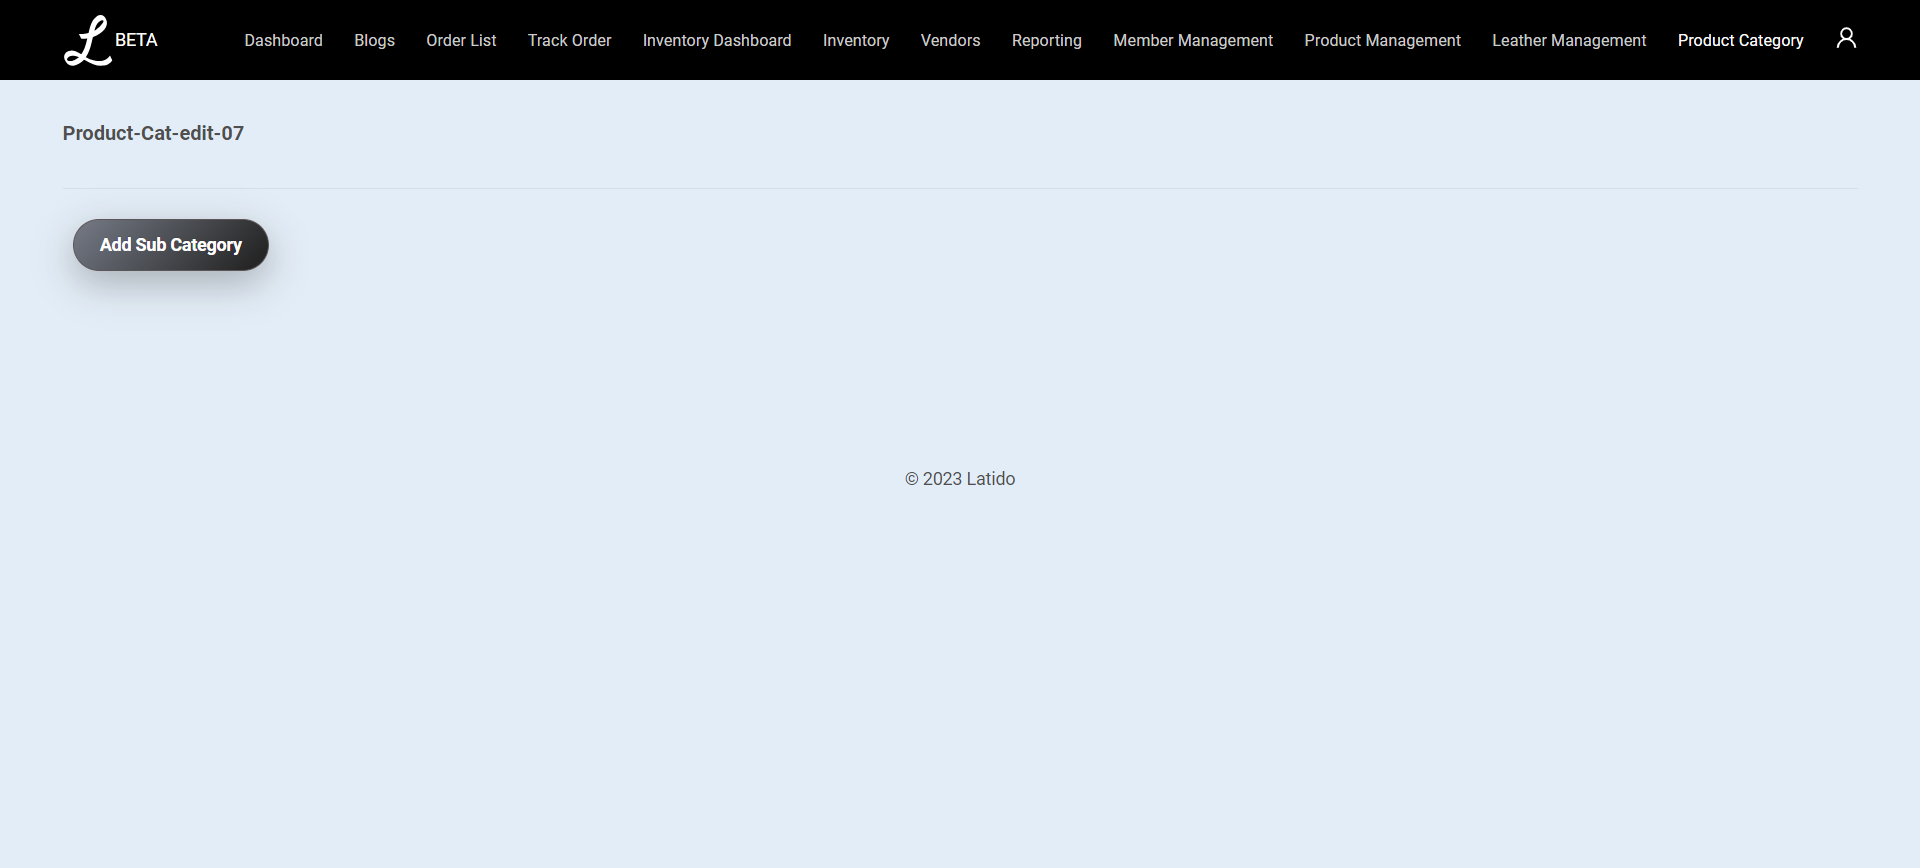 L BETA Dashboard Blogs Order List Track Order Inventory Dashboard Inventory Vendors Reporting Member Management Product Management Leather Management Product Category
Product-Cat-edit-07
Add Sub Category
© 2023 Latido